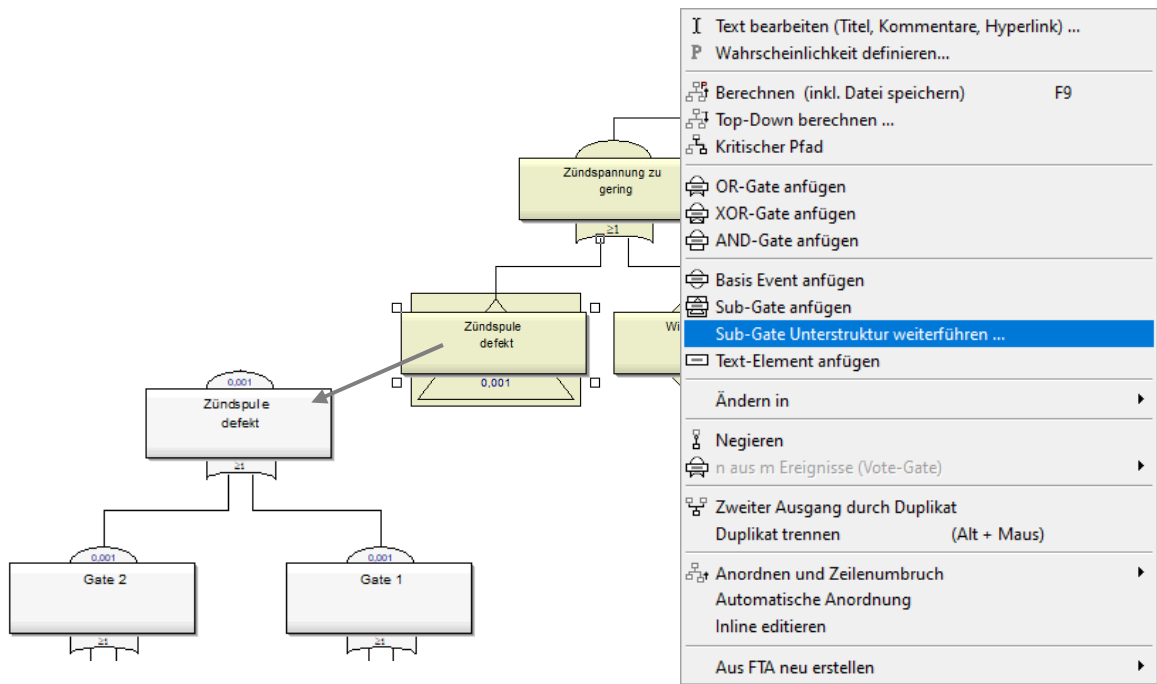 Zündspannung zu
gering
≥1
Zündspule
defekt
0,001
Wi
0,001
Zündspule
defekt
≥1
0,001
Gate 2
≥1
0,001
Gate 1
≥1
Text bearbeiten (Titel, Kommentare, Hyperlink) ...
P Wahrscheinlichkeit definieren...
Berechnen (inkl. Datei speichern) F9
Top-Down berechnen ...
Kritischer Pfad
OR-Gate anfügen
XOR-Gate anfügen
AND-Gate anfügen
Basis Event anfügen
Sub-Gate anfügen
Sub-Gate Unterstruktur weiterführen ...
Text-Element anfügen
Ändern in
Negieren
n aus m Ereignisse (Vote-Gate)
Zweiter Ausgang durch Duplikat
Duplikat trennen (Alt + Maus)
Anordnen und Zeilenumbruch
Automatische Anordnung
Inline editieren
Aus FTA neu erstellen